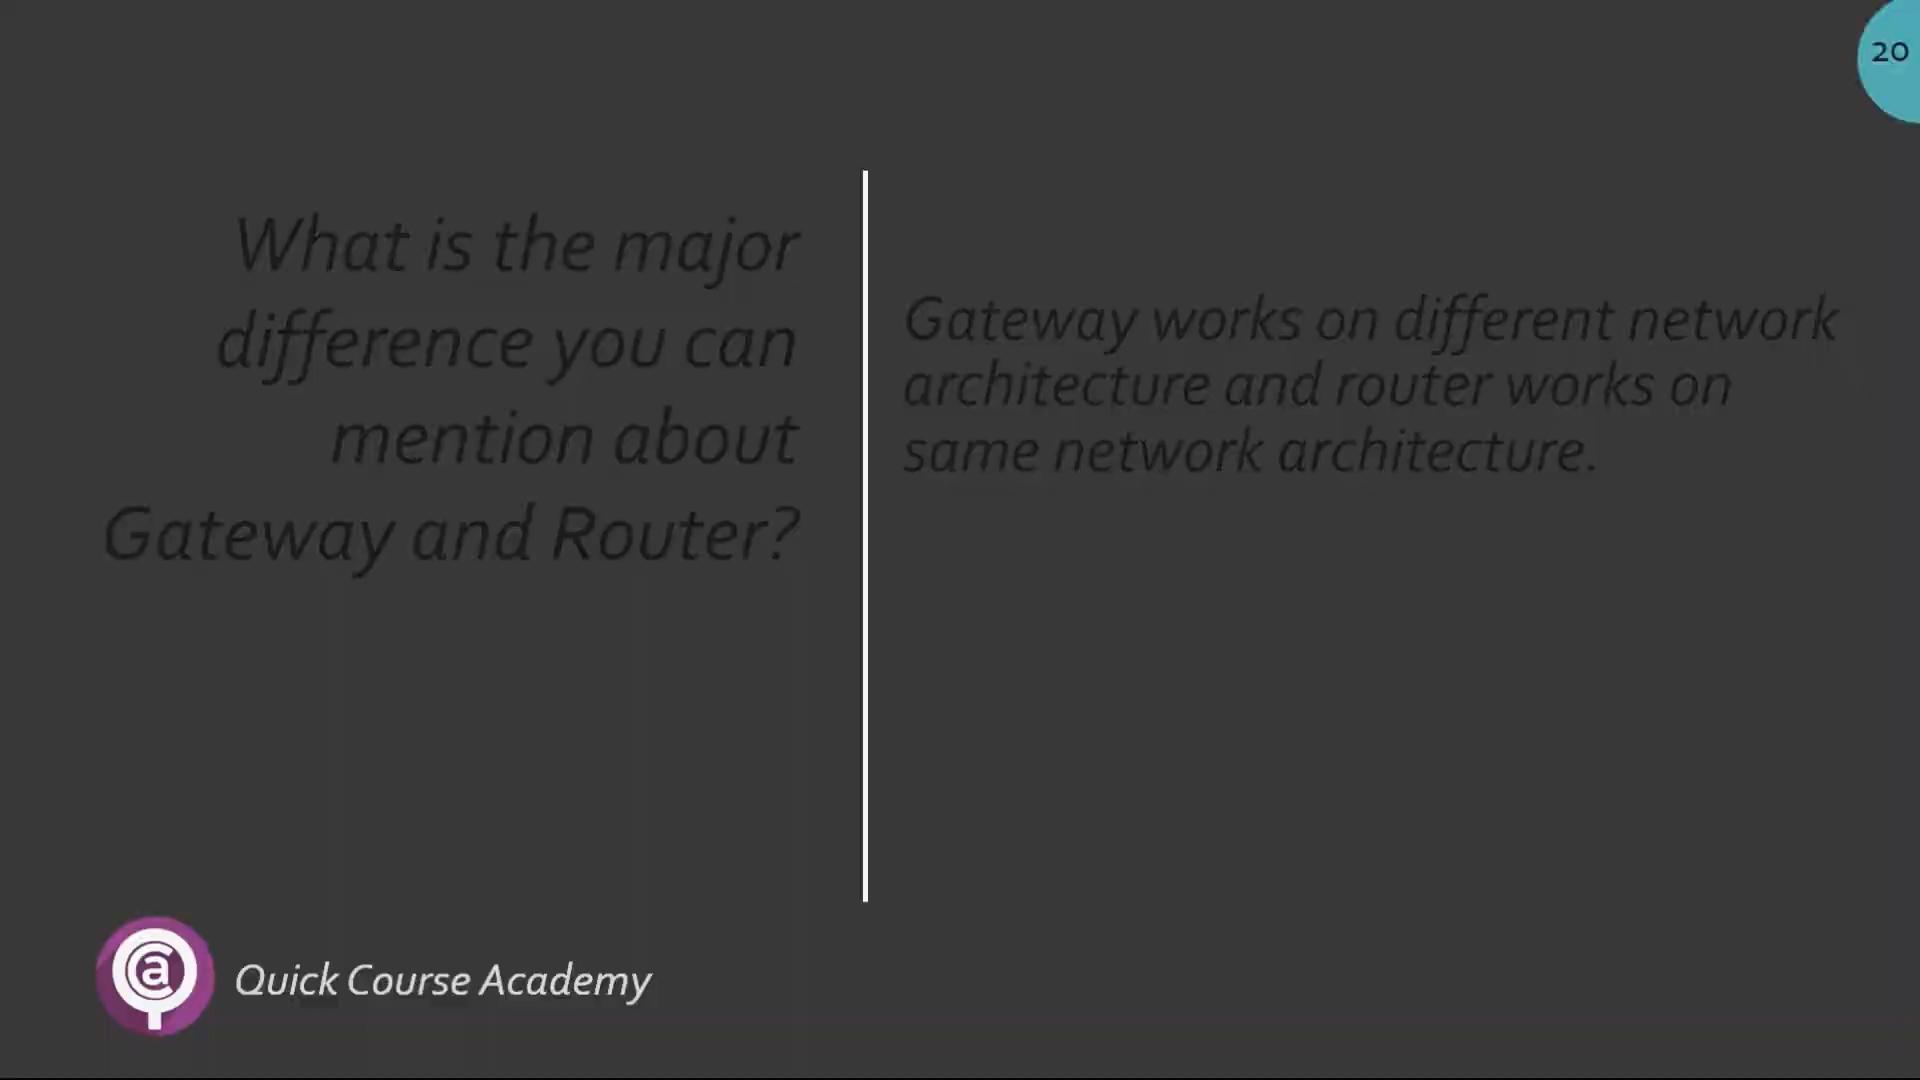 20
What is the major
difference you can
mention about
Gateway and Router?
Gateway works on different network
architecture and router works on
same network architecture.
a
Quick Course Academy